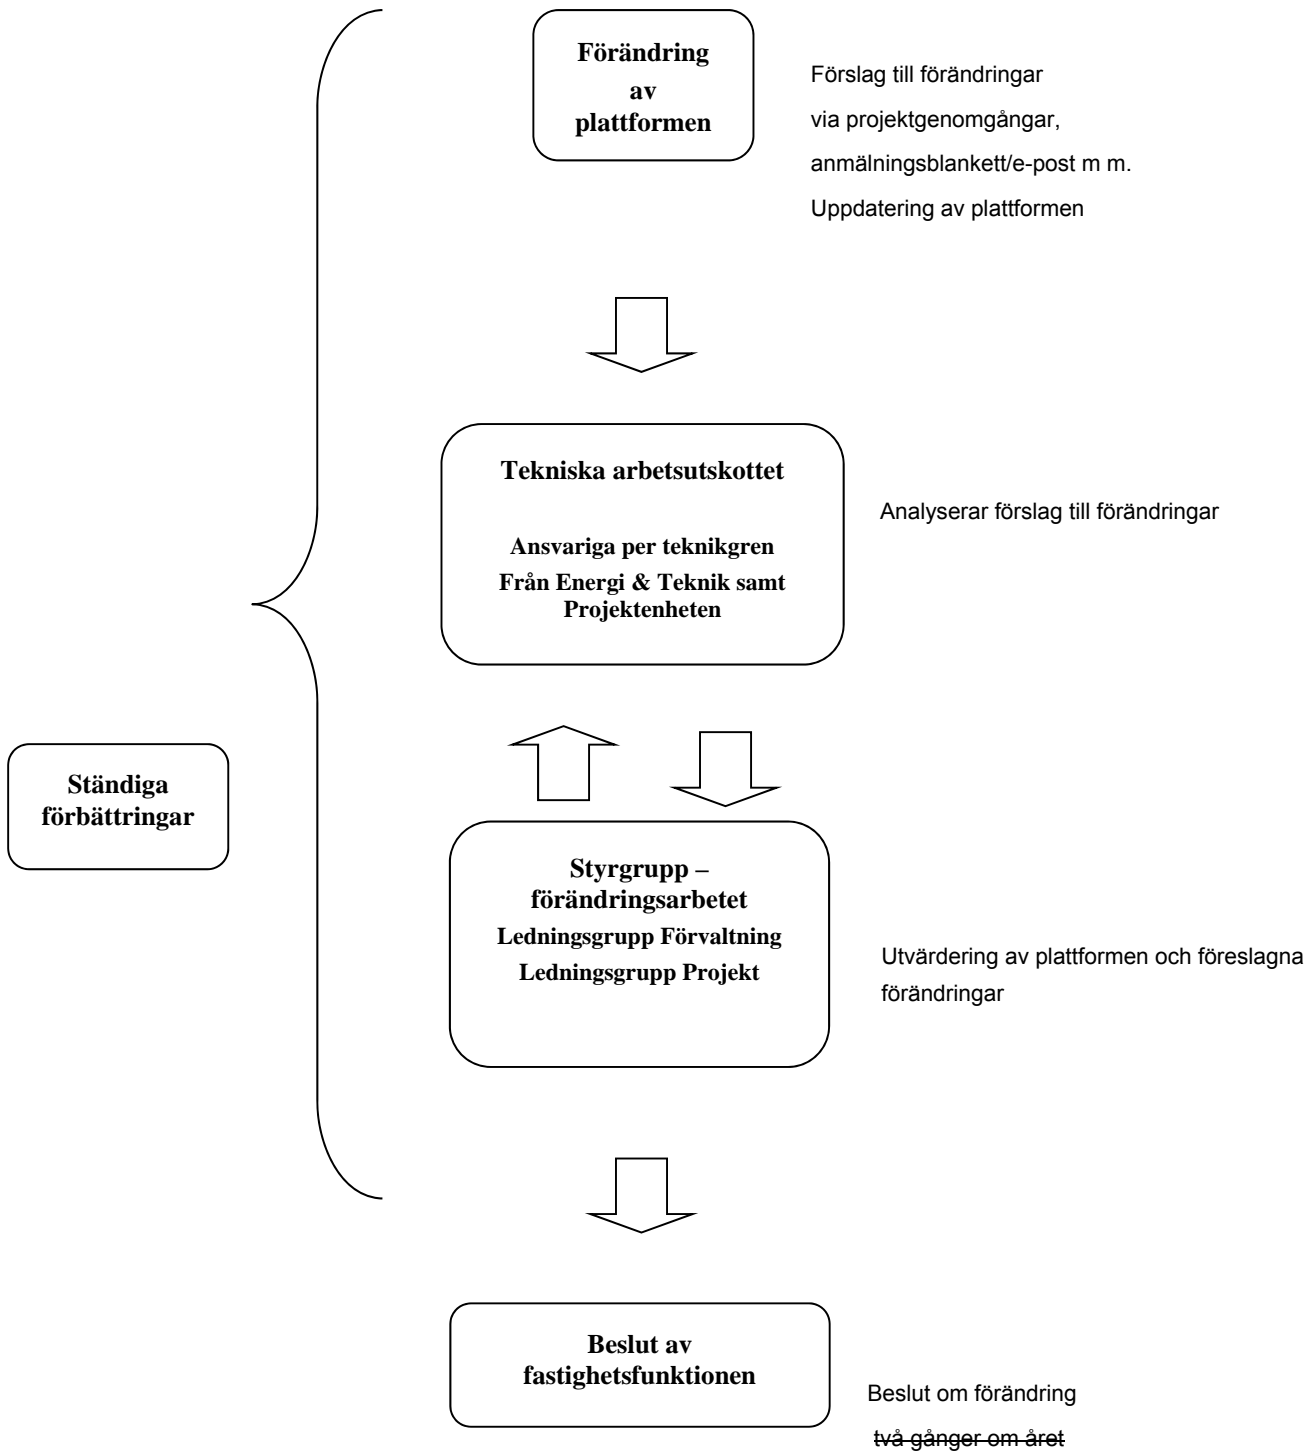 Förändring
av
plattformen
Förslag till förändringar
via projektgenomgångar,
anmälningsblankett/e-post m m.
Uppdatering av plattformen
Tekniska arbetsutskottet
Ansvariga per teknikgren
Från Energi & Teknik samt
Projektenheten
Analyserar förslag till förändringar
Ständiga
förbättringar
Styrgrupp –
förändringsarbetet
Ledningsgrupp Förvaltning
Ledningsgrupp Projekt
Utvärdering av plattformen och föreslagna
förändringar
Beslut av
fastighetsfunktionen
Beslut om förändring
två gånger om året